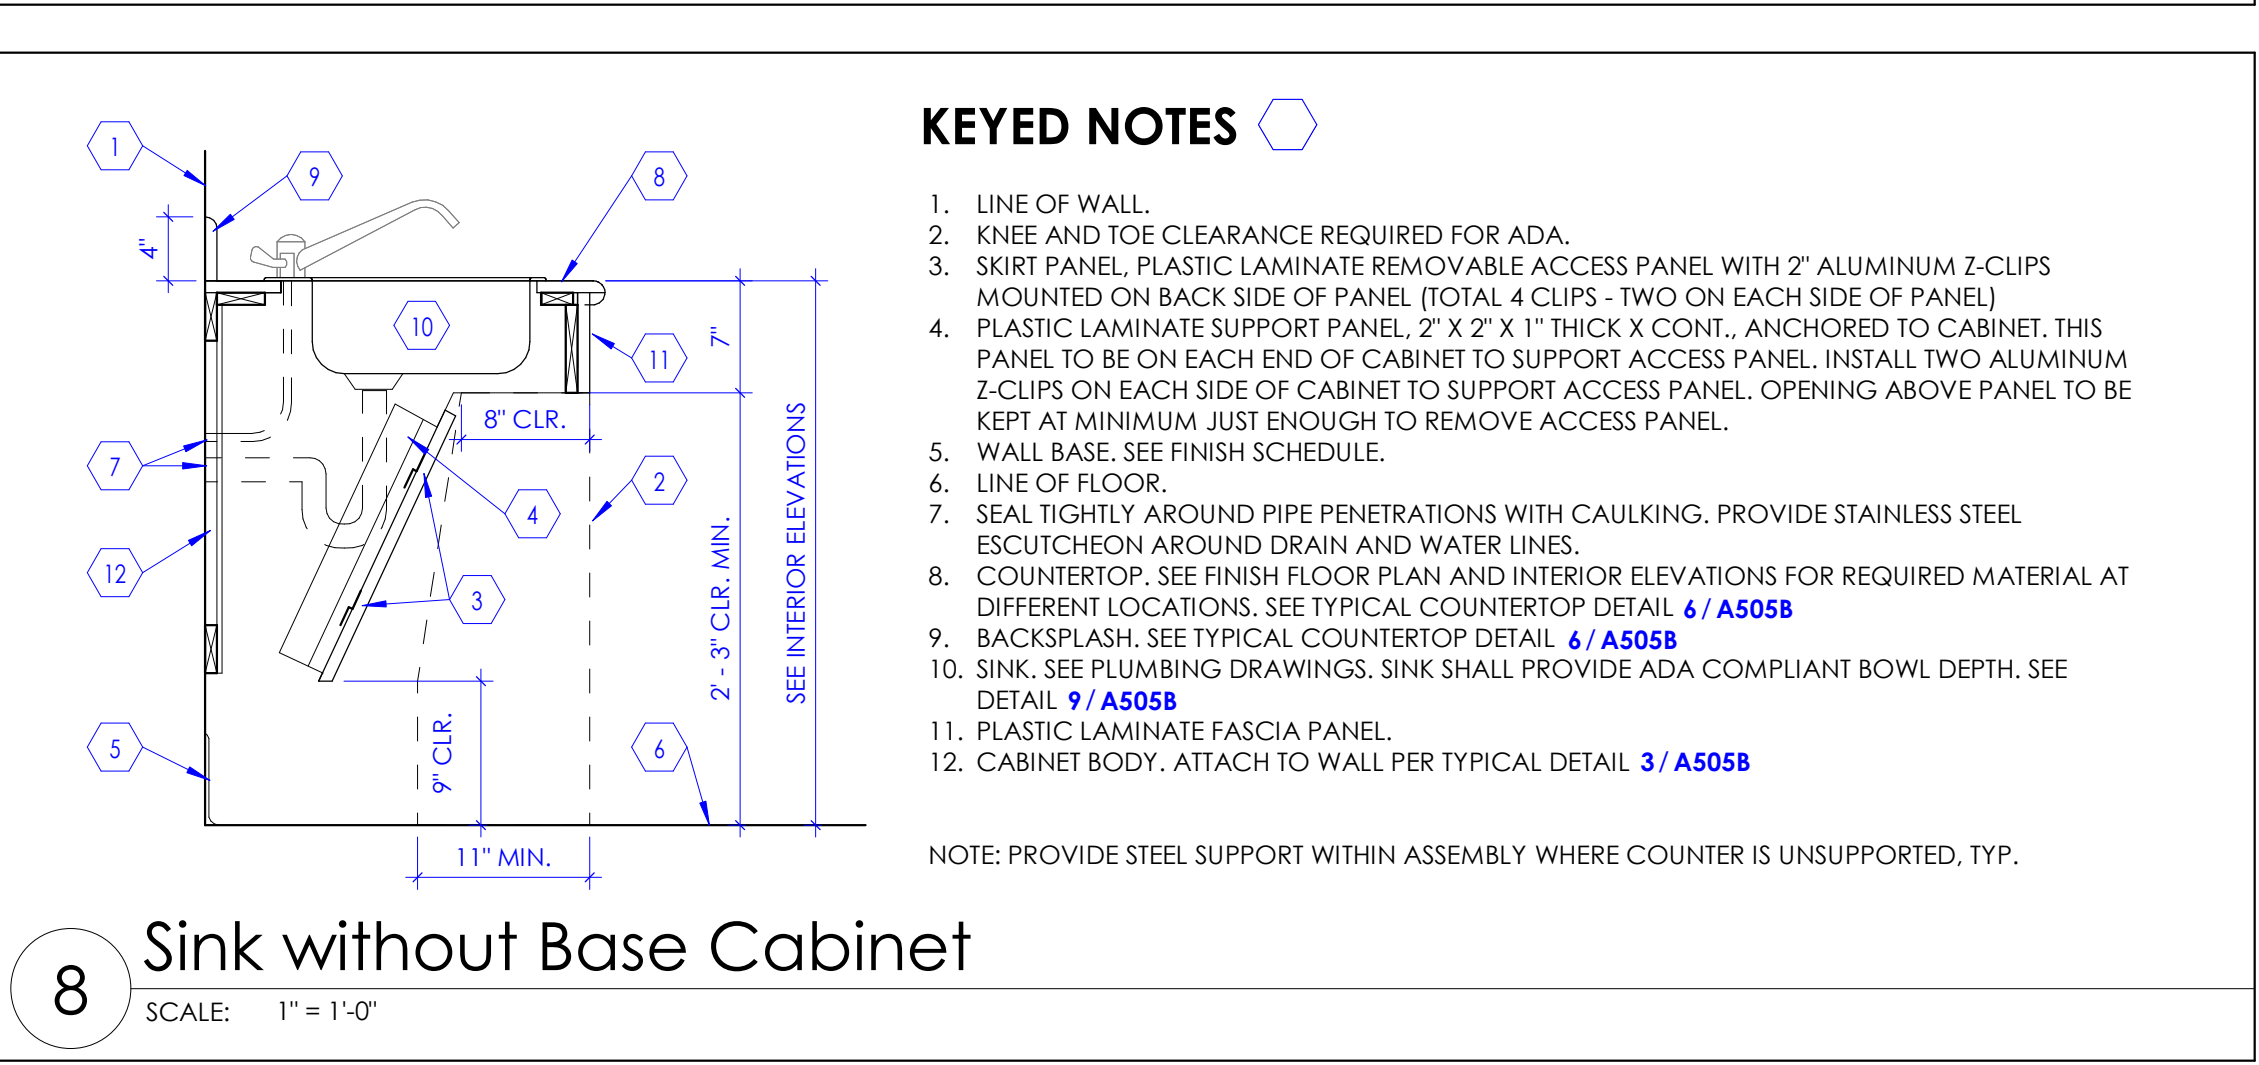 KEYED NOTES
1. LINE OF WALL.
2. KNEE AND TOE CLEARANCE REQUIRED FOR ADA.
3. SKIRT PANEL, PLASTIC LAMINATE REMOVABLE ACCESS PANEL WITH 2" ALUMINUM Z-CLIPS
MOUNTED ON BACK SIDE OF PANEL (TOTAL 4 CLIPS - TWO ON EACH SIDE OF PANEL)
4. PLASTIC LAMINATE SUPPORT PANEL, 2" X 2" X 1" THICK X CONT., ANCHORED TO CABINET. THIS
PANEL TO BE ON EACH END OF CABINET TO SUPPORT ACCESS PANEL. INSTALL TWO ALUMINUM
Z-CLIPS ON EACH SIDE OF CABINET TO SUPPORT ACCESS PANEL. OPENING ABOVE PANEL TO BE
KEPT AT MINIMUM JUST ENOUGH TO REMOVE ACCESS PANEL.
5. WALL BASE. SEE FINISH SCHEDULE.
6. LINE OF FLOOR.
7. SEAL TIGHTLY AROUND PIPE PENETRATIONS WITH CAULKING. PROVIDE STAINLESS STEEL
ESCUTCHEON AROUND DRAIN AND WATER LINES.
8. COUNTERTOP. SEE FINISH FLOOR PLAN AND INTERIOR ELEVATIONS FOR REQUIRED MATERIAL AT
DIFFERENT LOCATIONS. SEE TYPICAL COUNTERTOP DETAIL 6/A505B
9. BACKSPLASH. SEE TYPICAL COUNTERTOP DETAIL 6/A505B
10. SINK. SEE PLUMBING DRAWINGS. SINK SHALL PROVIDE ADA COMPLIANT BOWL DEPTH. SEE
DETAIL 9/A505B
11. PLASTIC LAMINATE FASCIA PANEL.
12. CABINET BODY. ATTACH TO WALL PER TYPICAL DETAIL 3/A505B
NOTE: PROVIDE STEEL SUPPORT WITHIN ASSEMBLY WHERE COUNTER IS UNSUPPORTED, TYP.
1
9
8
4"
10
7"
11
8" CLR.
7
2
4
12
3
2' - 3" CLR. MIN.
SEE INTERIOR ELEVATIONS
5
9" CLR.
6
11" MIN.
8
Sink without Base Cabinet
SCALE: 1" = 1'-0"